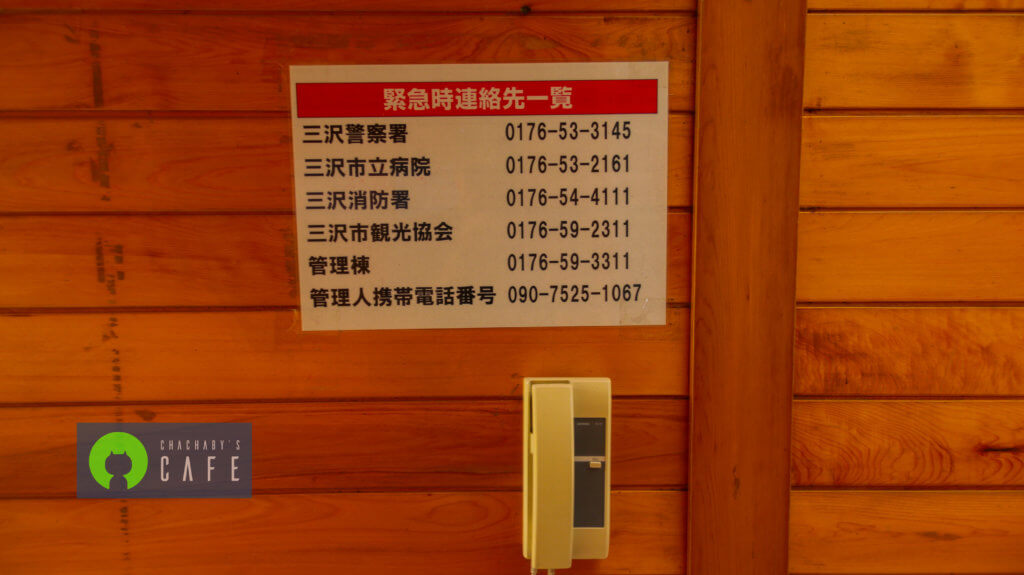 緊急時連絡先一覧
三沢警察署 0176-53-3145
三沢市立病院 0176-53-2161
三沢消防署 0176-54-4111
三沢市観光協会 0176-59-2311
管理棟 0176-59-3311
管理人携帯電話番号 090-7525-1067
CHACHABY'S
CAFE